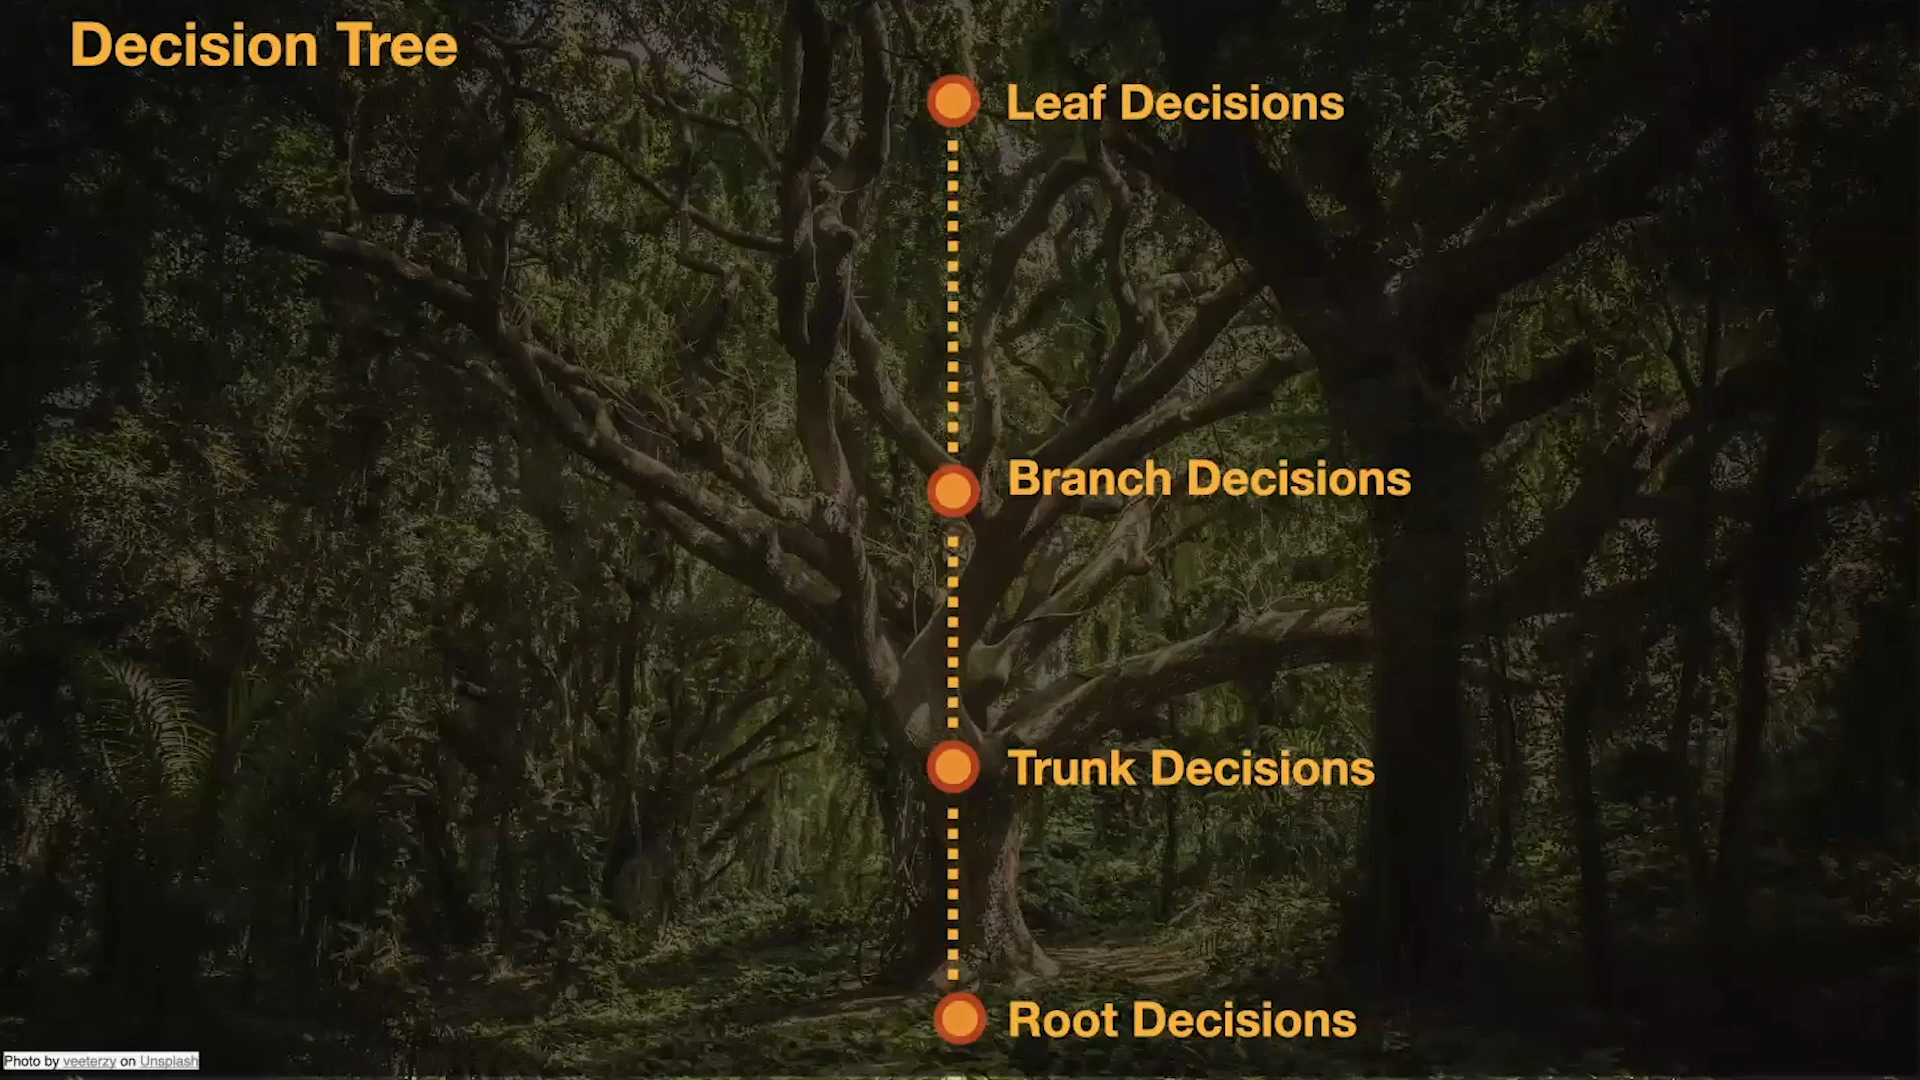 Decision Tree
Leaf Decisions
Branch Decisions
Trunk Decisions
Root Decisions
Photo by veeterzy on Unsplash